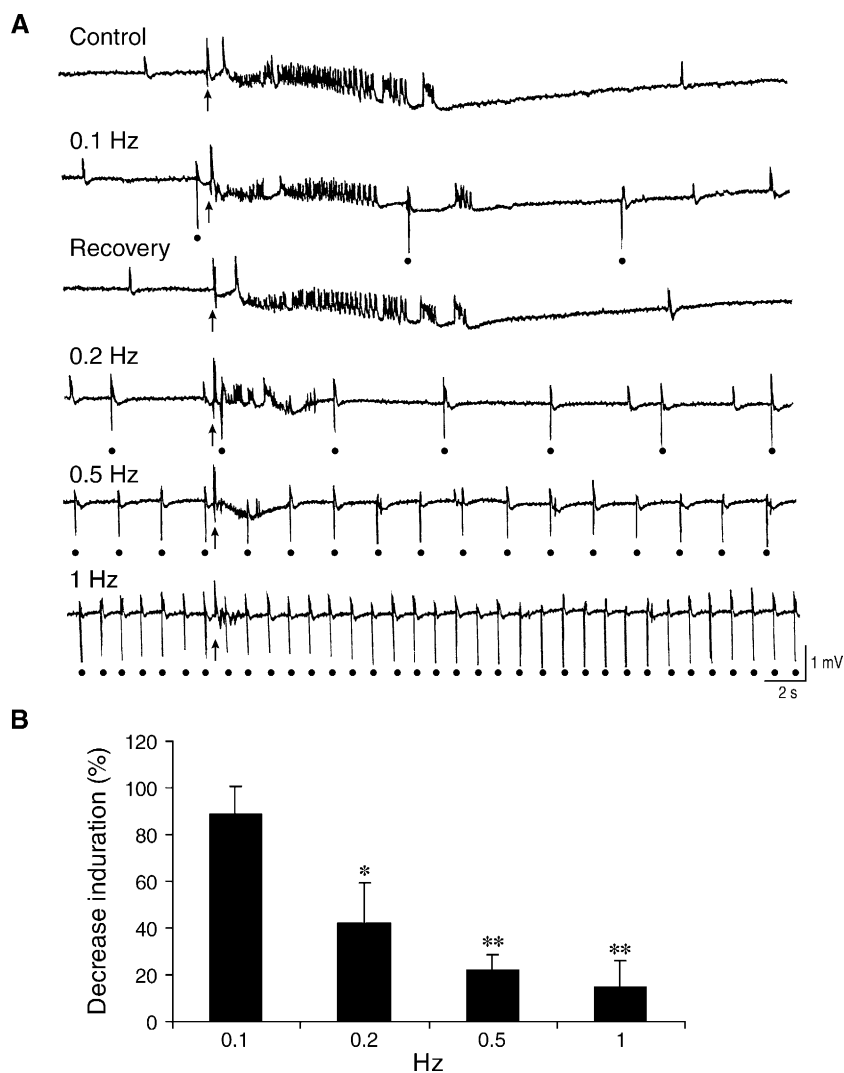 A
Control
0.1 Hz
Recovery
0.2 Hz
0.5 Hz
1 Hz
1 mV
2 s
B
Decrease induration (%)
120
100
80
60
40
20
0
*
**
**
0.1
0.2
0.5
1
Hz